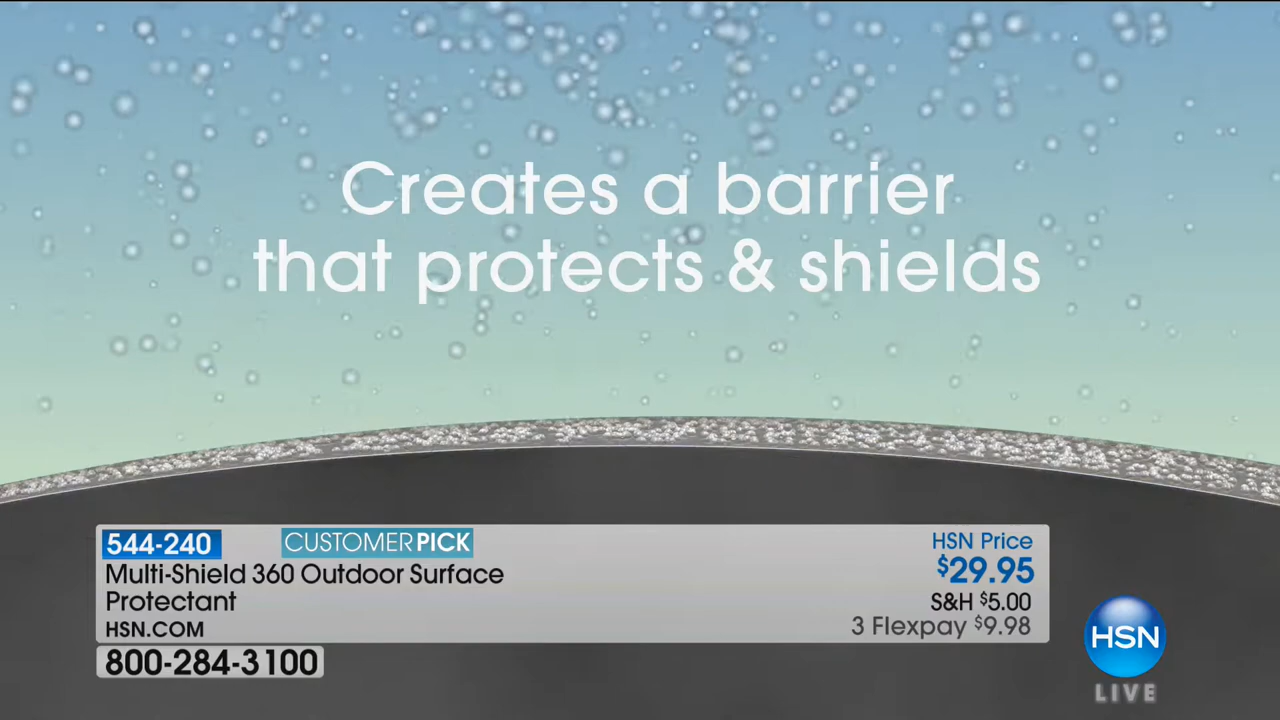 Creates a barrier
that protects & shields
544-240 CUSTOMERPICK
Multi-Shield 360 Outdoor Surface
Protectant
HSN.COM
800-284-3100
HSN Price
$29.95
S&H $5.00
3 Flexpay $9.98
HSN
LIVE